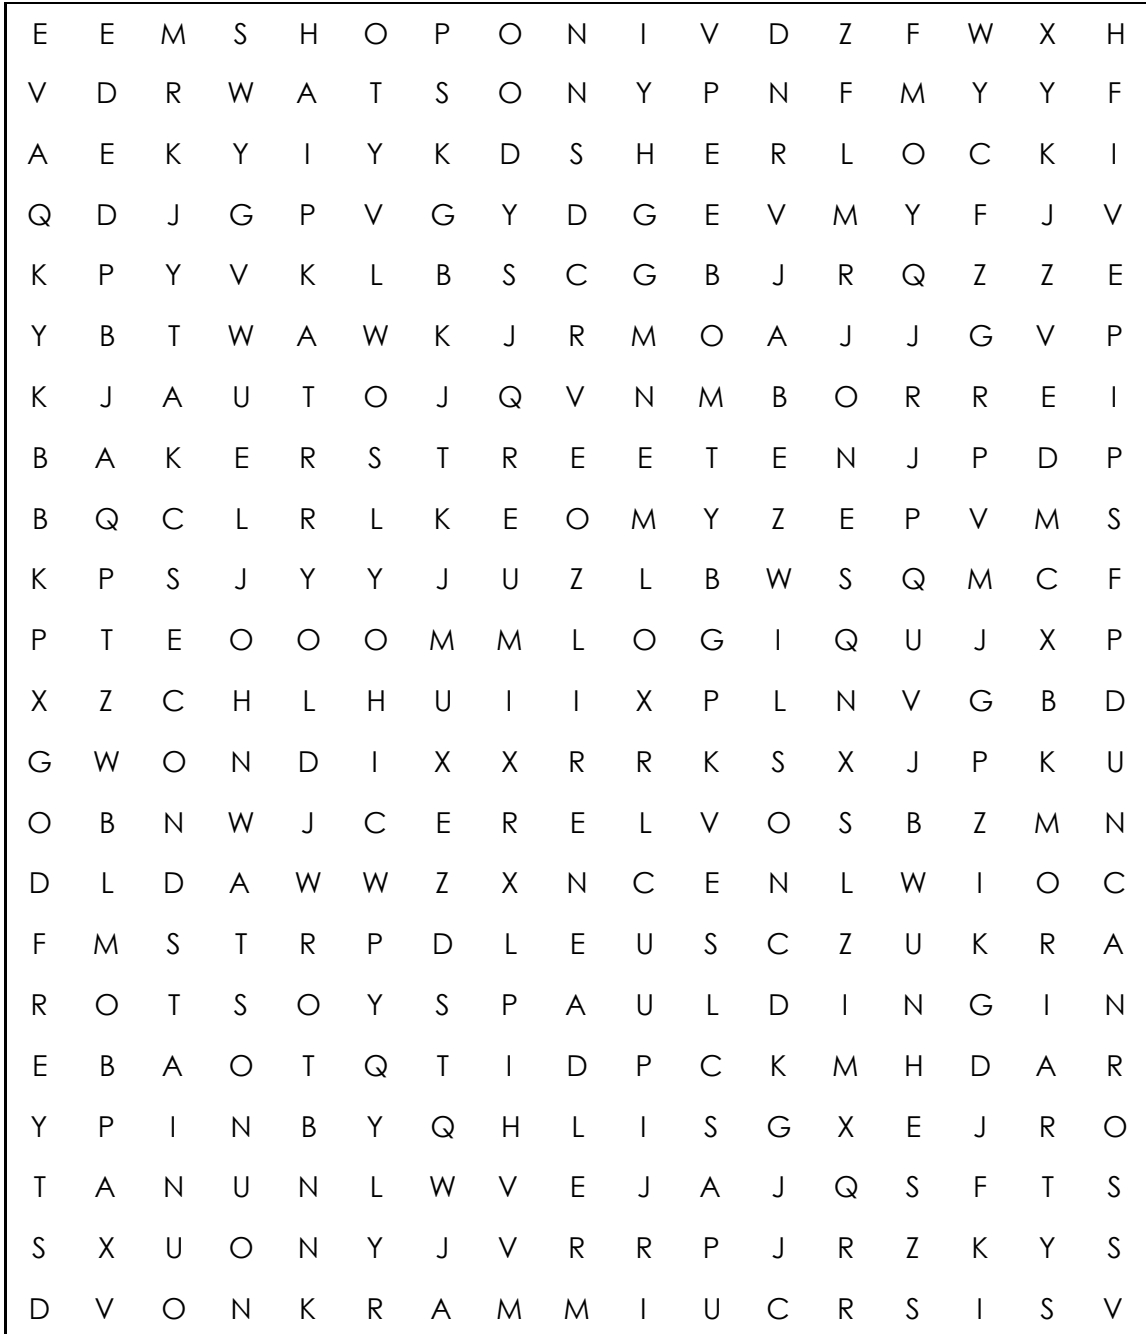 E E M S H O P O N I V D Z F W X H
V D R W A T S O N Y P N F M Y Y F
A E K Y I Y K D S H E R L O C K I
Q D J G P V G Y D G E V M Y F J V
K P Y V K L B S C G B J R Q Z Z E
Y B T W A W K J R M O A J J G V P
K J A U T O J Q V N M B O R R E I
B A K E R S T R E E T E N J P D P
B Q C L R L K E O M Y Z E P V M S
K P S J Y Y J U Z L B W S Q M C F
P T E O O O M M L O G I Q U J X P
X Z C H L H U I I X P L N V G B D
G W O N D I X X R R K S X J P K U
O B N W J C E R E L V O S B Z M N
D L D A W W Z X N C E N L W I O C
F M S T R P D L E U S C Z U K R A
R O T S O Y S P A U L D I N G I N
E B A O T Q T I D P C K M H D A R
Y P I N B Y Q H L I S G X E J R O
T A N U N L W V E J A J Q S F T S
S X U O N Y J V R R P J R Z K Y S
D V O N K R A M M I U C R S I S V